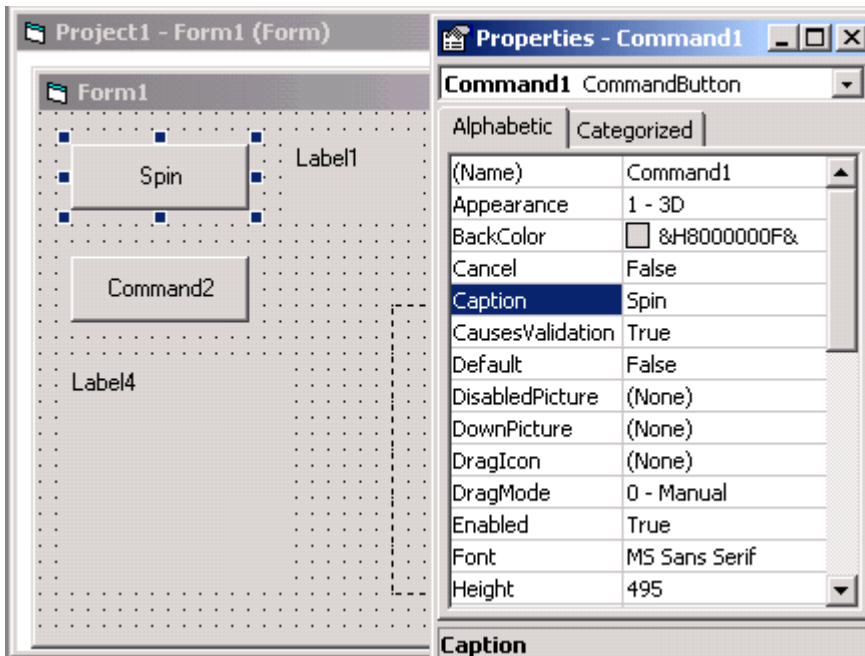 Project1 - Form1 (Form)
Form1
Spin
Label1
Command2
Label4
Properties - Command1
Command1 CommandButton
Alphabetic Categorized
(Name) Command1
Appearance 1 - 3D
BackColor &H8000000F&
Cancel False
Caption Spin
CausesValidation True
Default False
DisabledPicture (None)
DownPicture (None)
DragIcon (None)
DragMode 0 - Manual
Enabled True
Font MS Sans Serif
Height 495
Caption